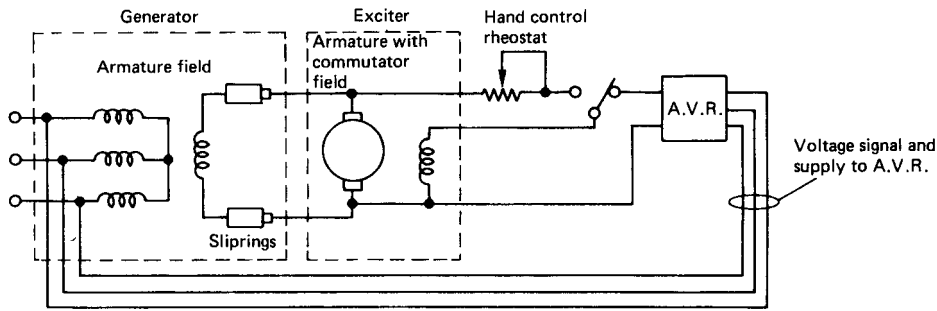 Generator
Exciter
Hand control
rheostat
Armature field
Armature with
commutator
field
A.V.R.
Voltage signal and
supply to A.V.R.
Sliprings